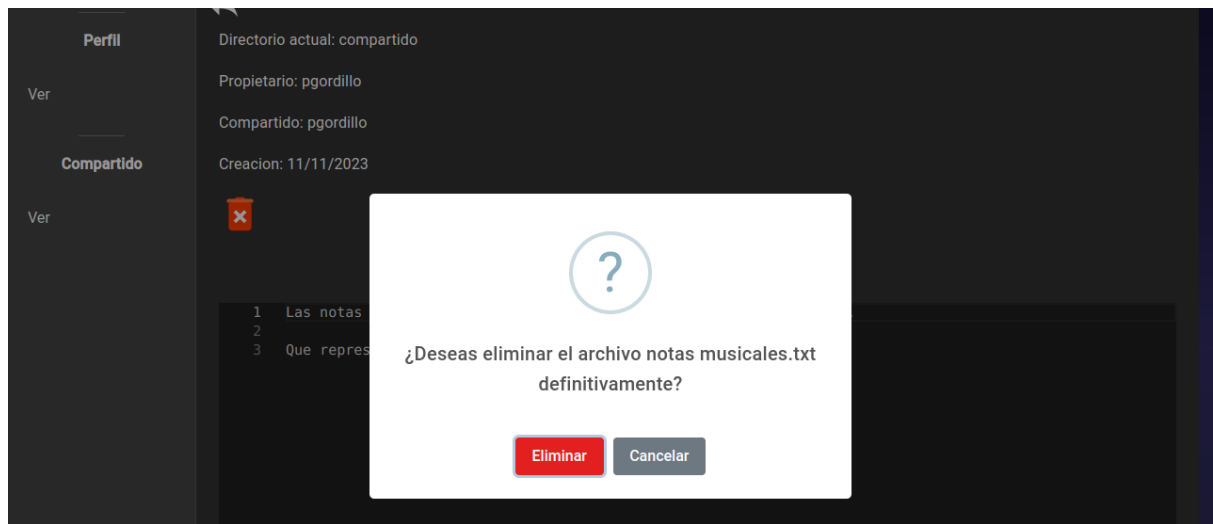 Perfil
Ver
Compartido
Ver
Directorio actual: compartido
Propietario: pgordillo
Compartido: pgordillo
Creacion: 11/11/2023
1 Las notas
2
3 Que repres
?
¿Deseas eliminar el archivo notas musicales.txt
definitivamente?
Eliminar
Cancelar